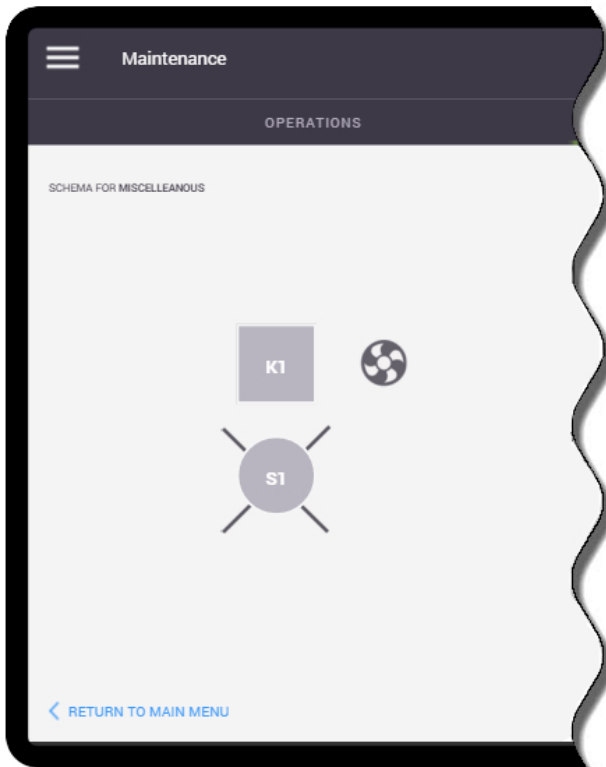 Maintenance
OPERATIONS
SCHEMA FOR MISCELLEANOUS
K1
S1
RETURN TO MAIN MENU